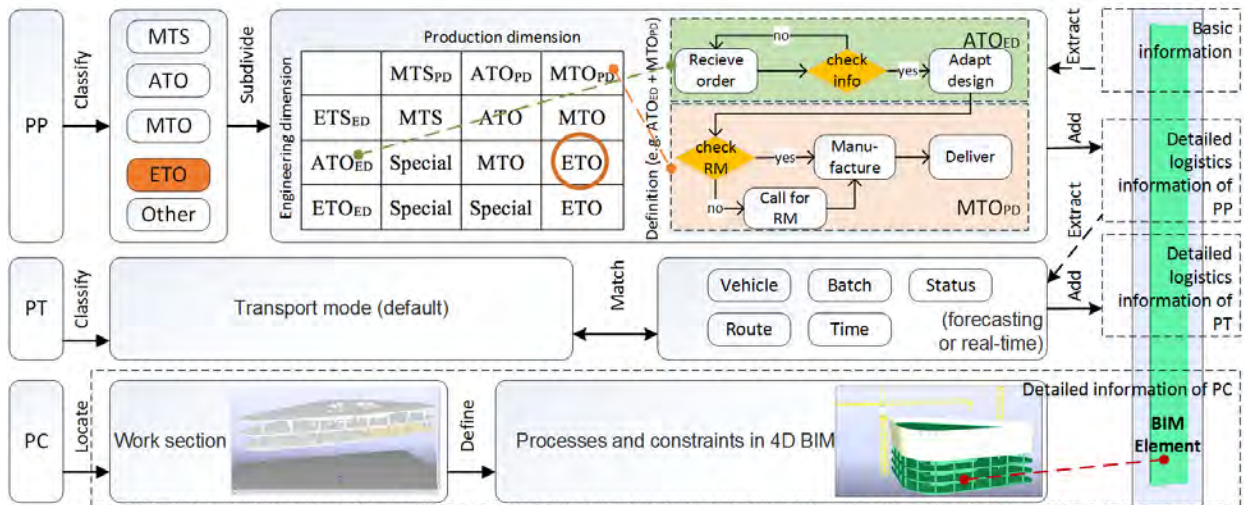 PP
Classify
MTS
ATO
MTO
ETO
Other
Subdivide
Production dimension
Engineering dimension
MTSPD
ATOPD
MTOPD
ETSED
MTS
ATO
MTO
ATOED
Special
MTO
ETO
ETOED
Special
Special
ETO
Definition (e.g. ATOED + MTOPD)
ATOED
no
Recieve
order
check
info
yes
Adapt
design
check
RM
yes
Manu-
facture
Deliver
no
Call for
RM
MTOPD
Extract
Basic
information
Add
Detailed
logistics
information of
PP
Extract
PT
Classify
Transport mode (default)
Match
Vehicle
Batch
Status
Route
Time
(forecasting
or real-time)
Add
Detailed
logistics
information of
PT
PC
Locate
Work section
Define
Processes and constraints in 4D BIM
Detailed information of PC
BIM
Element